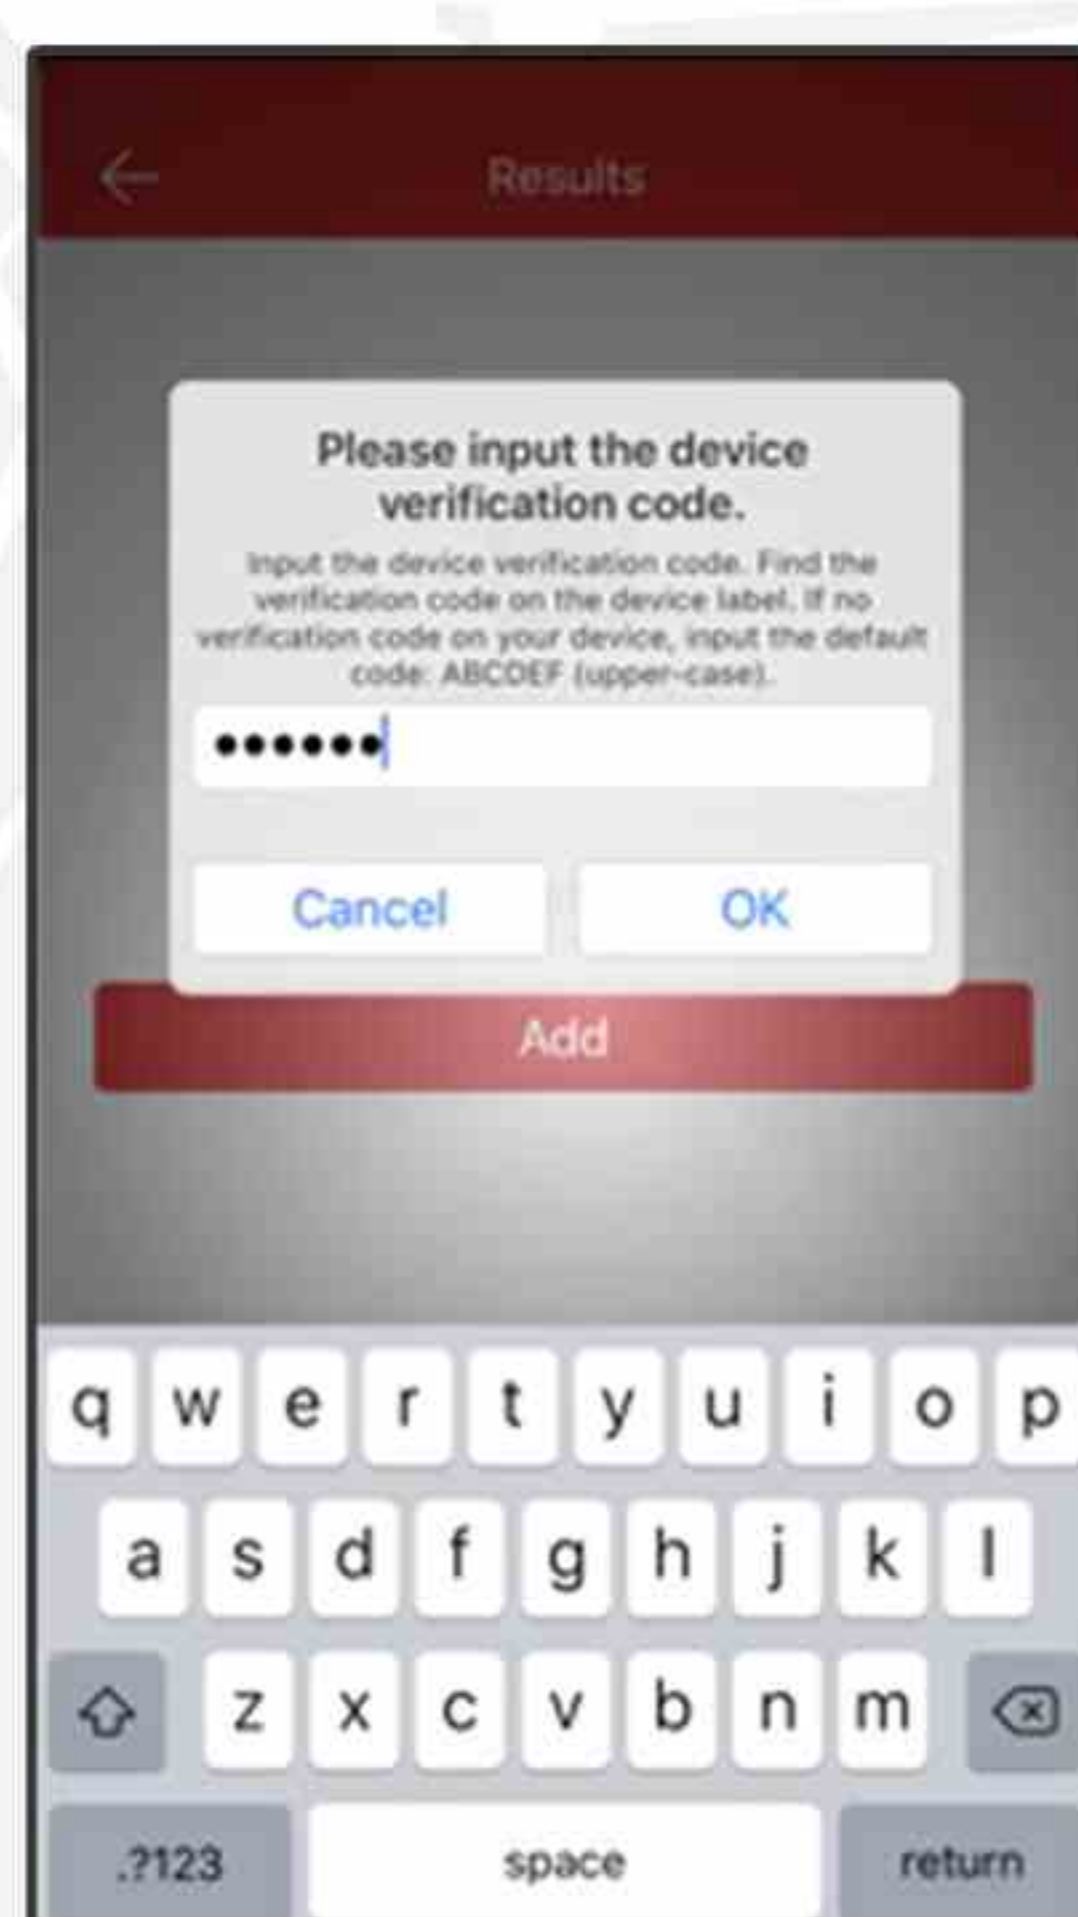 Results
Please input the device
verification code.
Input the device verification code. Find the
verification code on the device label. If no
verification code on your device, input the default
code: ABCDEF (upper-case).
••••••
Cancel OK
Add
q w e r t y u i o p
a s d f g h j k l
z x c v b n m
.?123 space return